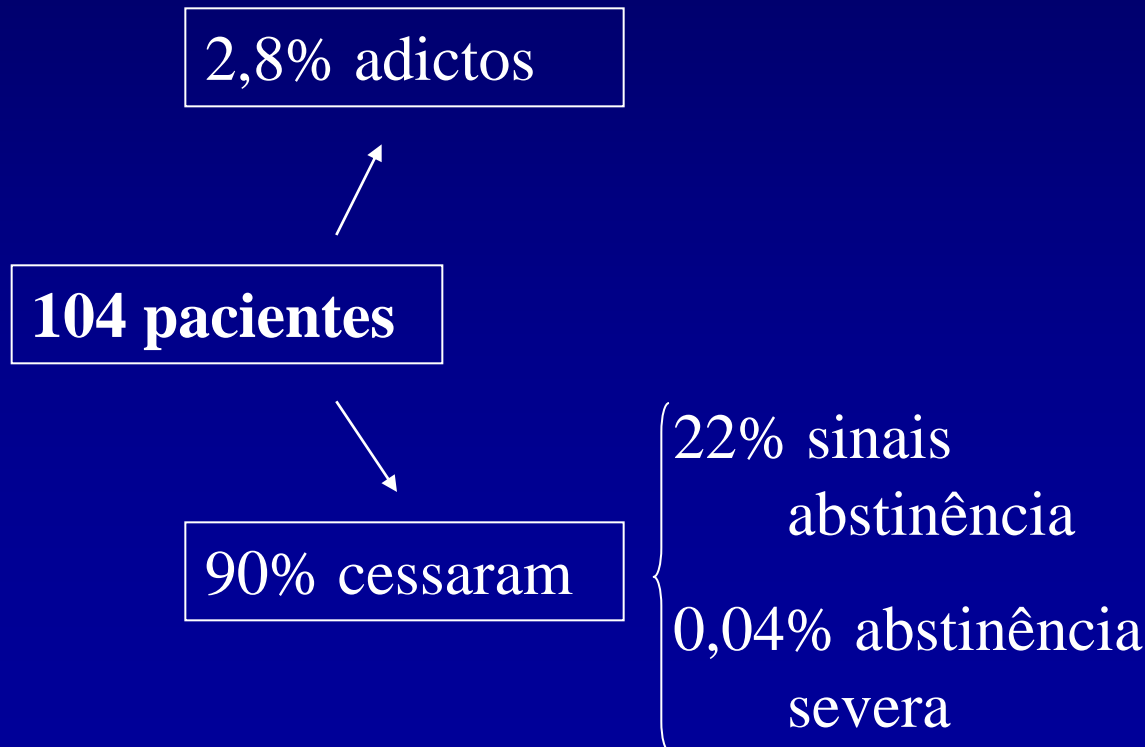 2,8% adictos
104 pacientes
90% cessaram
22% sinais
abstinência
0,04% abstinência
severa